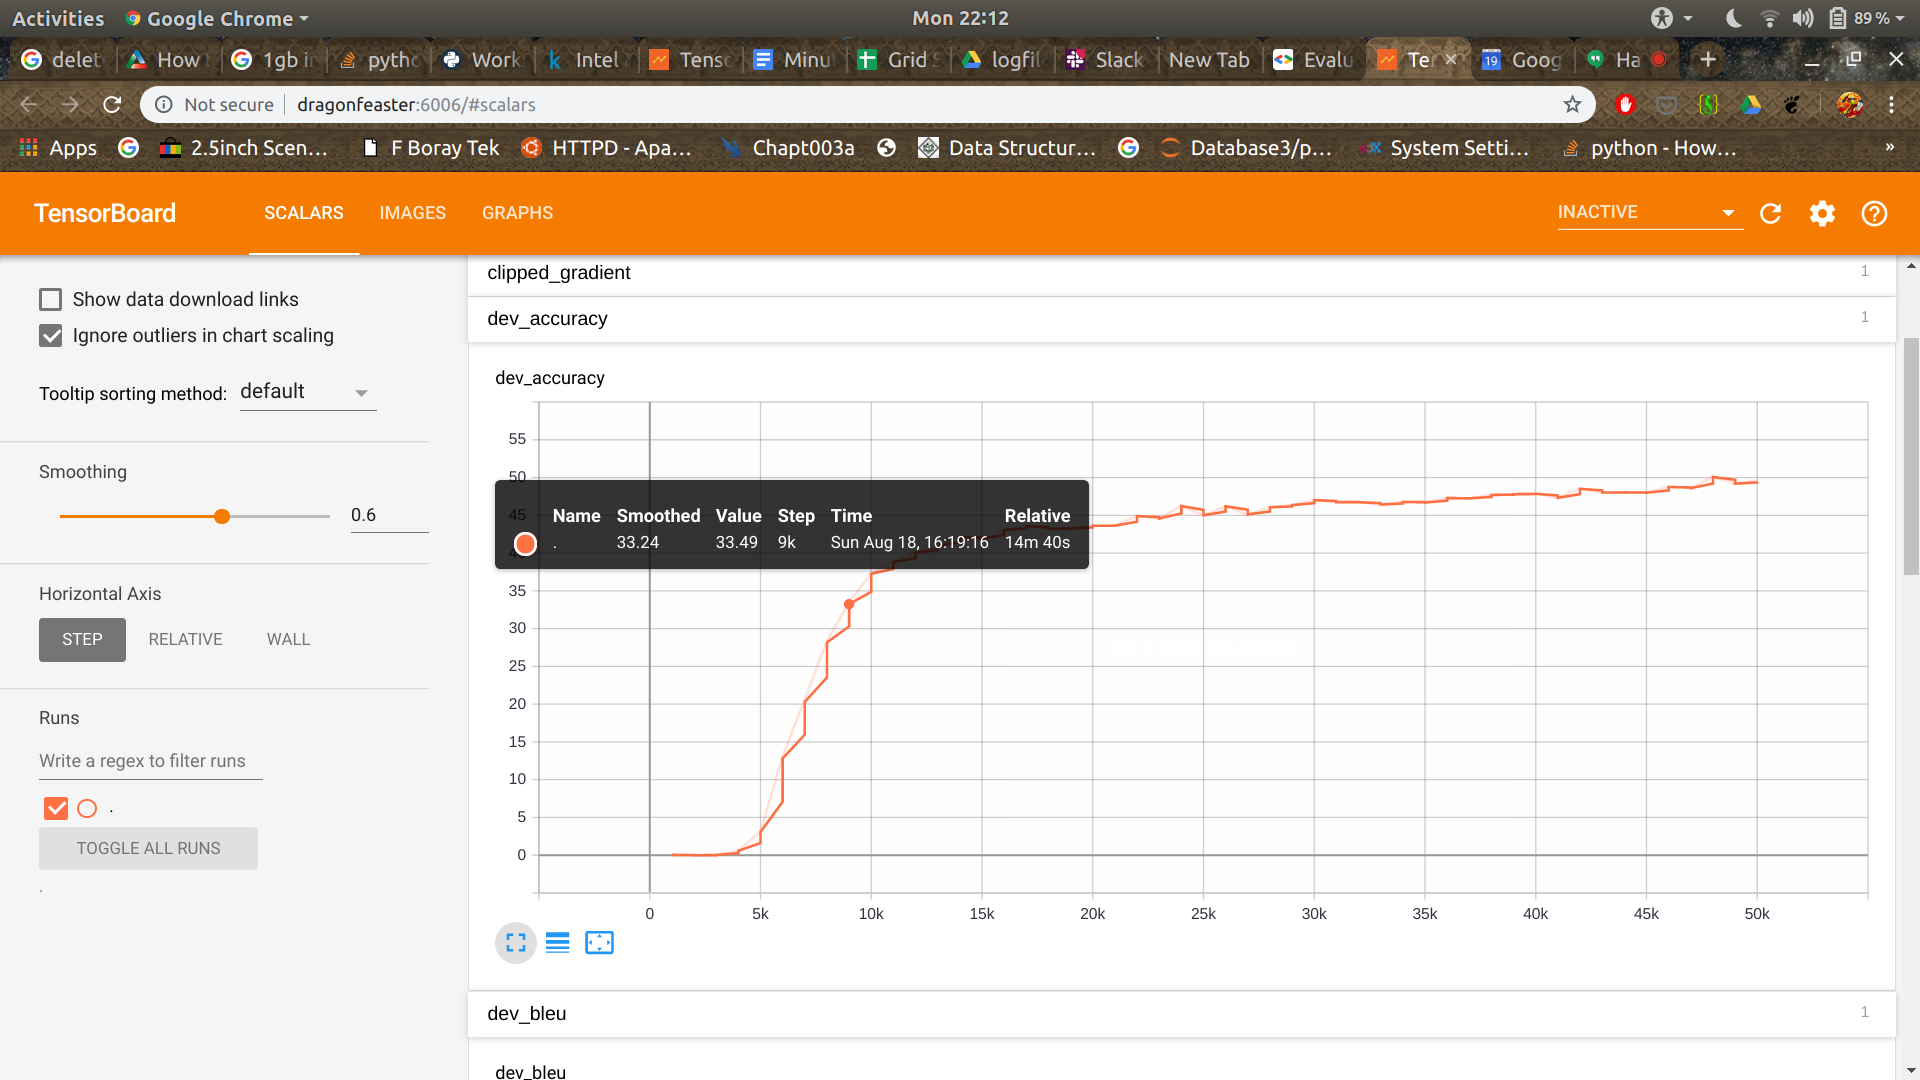 Activities Google Chrome Mon 22:12 89 %
delet How 1gb i pytho Work Intel Tenso Minu Grid S logfil Slack New Tab Evalu Te 19 Goog Ha
Not secure dragonfeaster:6006/#scalars
Apps 2.5inch Scen... F Boray Tek HTTPD - Apa... Chapt003a Data Structur... Database3/p... System Setti... python - How... »
TensorBoard SCALARS IMAGES GRAPHS INACTIVE
clipped_gradient 1
Show data download links
dev_accuracy 1
Ignore outliers in chart scaling
dev_accuracy
Tooltip sorting method: default
55
Smoothing
50
0.6
45
Name Smoothed Value Step Time Relative
. 33.24 33.49 9k Sun Aug 18, 16:19:16 14m 40s
40
Horizontal Axis
35
STEP RELATIVE WALL
30
25
20
15
10
5
0
Runs
Write a regex to filter runs
.
TOGGLE ALL RUNS
.
0 5k 10k 15k 20k 25k 30k 35k 40k 45k 50k
dev_bleu 1
dev_bleu